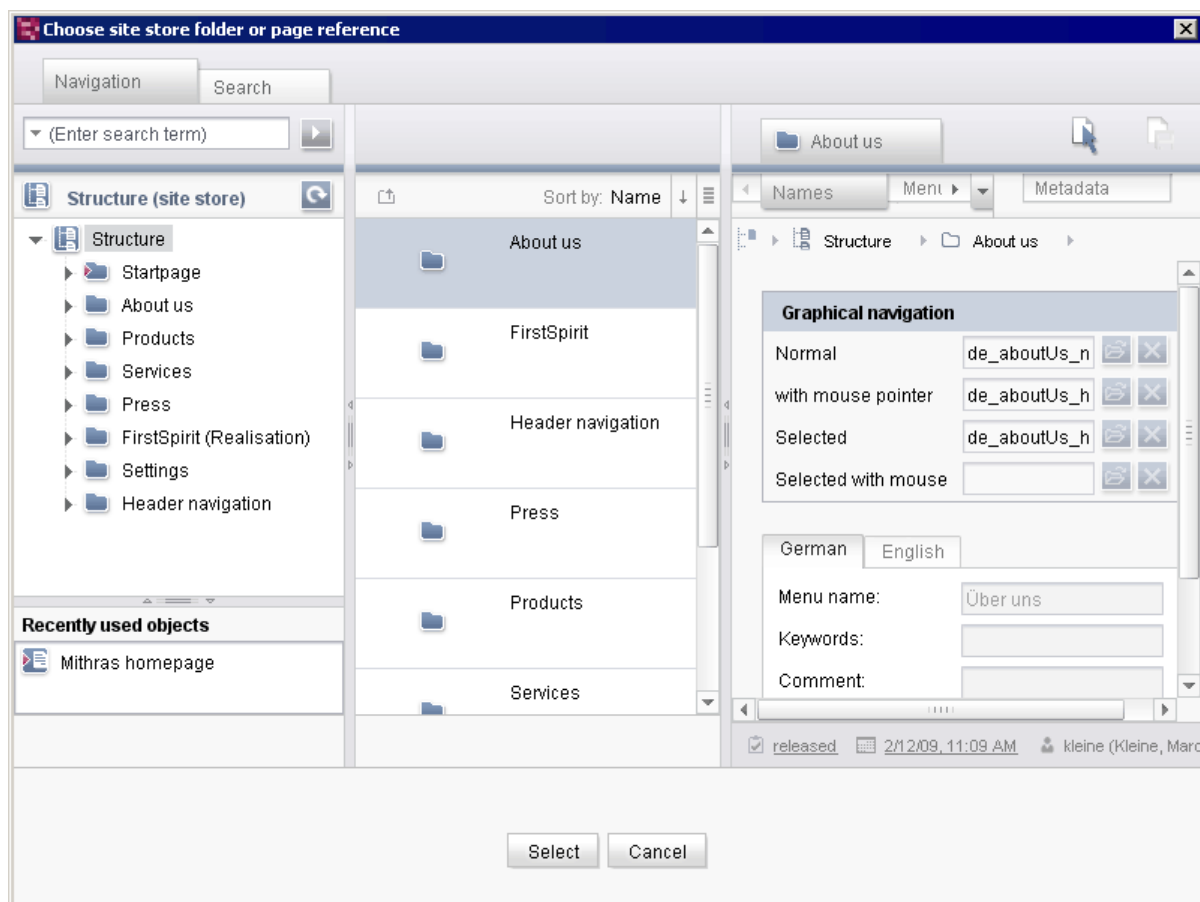 Choose site store folder or page reference
Navigation
Search
(Enter search term)
About us
Structure (site store)
Sort by: Name
Names
Menu
Metadata
Structure
Startpage
About us
Products
Services
Press
FirstSpirit (Realisation)
Settings
Header navigation
Recently used objects
Mithras homepage
About us
FirstSpirit
Header navigation
Press
Products
Services
Structure
About us
Graphical navigation
Normal de_aboutUs_n
with mouse pointer de_aboutUs_h
Selected de_aboutUs_h
Selected with mouse
German
English
Menu name: Über uns
Keywords:
Comment:
released 2/12/09, 11:09 AM kleine (Kleine, Marc
Select
Cancel